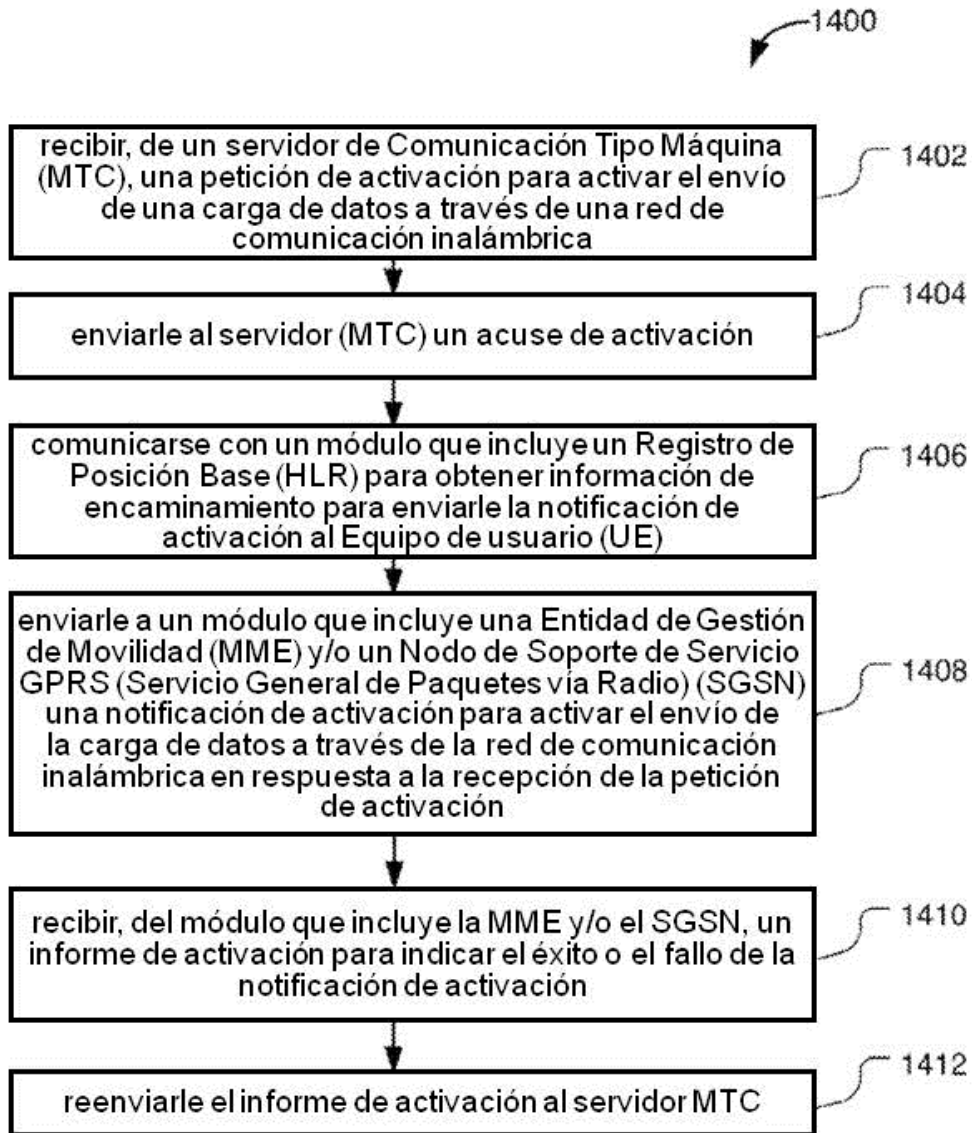 1400
recibir, de un servidor de Comunicación Tipo Máquina
(MTC), una petición de activación para activar el envío
de una carga de datos a través de una red de
comunicación inalámbrica
1402
enviarle al servidor (MTC) un acuse de activación
1404
comunicarse con un módulo que incluye un Registro de
Posición Base (HLR) para obtener información de
encaminamiento para enviarle la notificación de
activación al Equipo de usuario (UE)
1406
enviarle a un módulo que incluye una Entidad de Gestión
de Movilidad (MME) y/o un Nodo de Soporte de Servicio
GPRS (Servicio General de Paquetes vía Radio) (SGSN)
una notificación de activación para activar el envío de
la carga de datos a través de la red de comunicación
inalámbrica en respuesta a la recepción de la petición
de activación
1408
recibir, del módulo que incluye la MME y/o el SGSN, un
informe de activación para indicar el éxito o el fallo de la
notificación de activación
1410
reenviarle el informe de activación al servidor MTC
1412